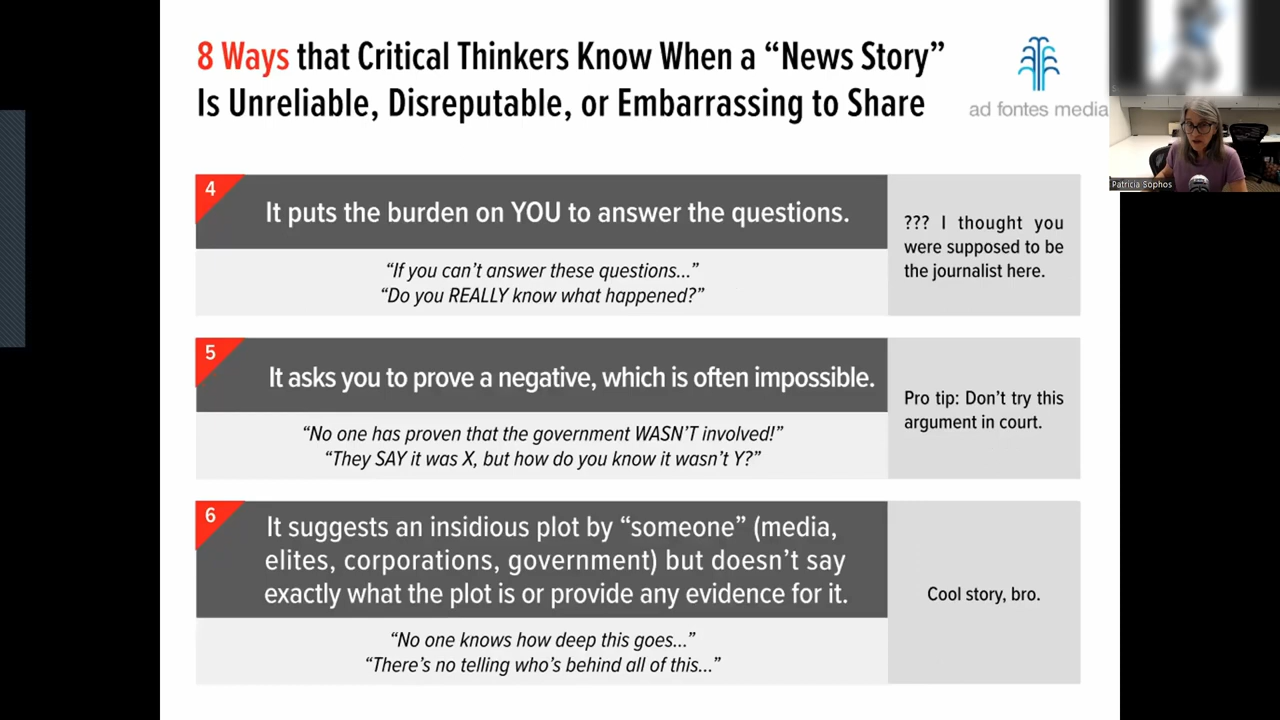 8 Ways that Critical Thinkers Know When a “News Story”
Is Unreliable, Disreputable, or Embarrassing to Share
ad fontes media
Patricia Sophos
4
It puts the burden on YOU to answer the questions.
“If you can’t answer these questions...”
“Do you REALLY know what happened?”
??? I thought you
were supposed to be
the journalist here.
5
It asks you to prove a negative, which is often impossible.
“No one has proven that the government WASN’T involved!”
“They SAY it was X, but how do you know it wasn’t Y?”
Pro tip: Don’t try this
argument in court.
6
It suggests an insidious plot by “someone” (media,
elites, corporations, government) but doesn’t say
exactly what the plot is or provide any evidence for it.
“No one knows how deep this goes...”
“There’s no telling who’s behind all of this...”
Cool story, bro.